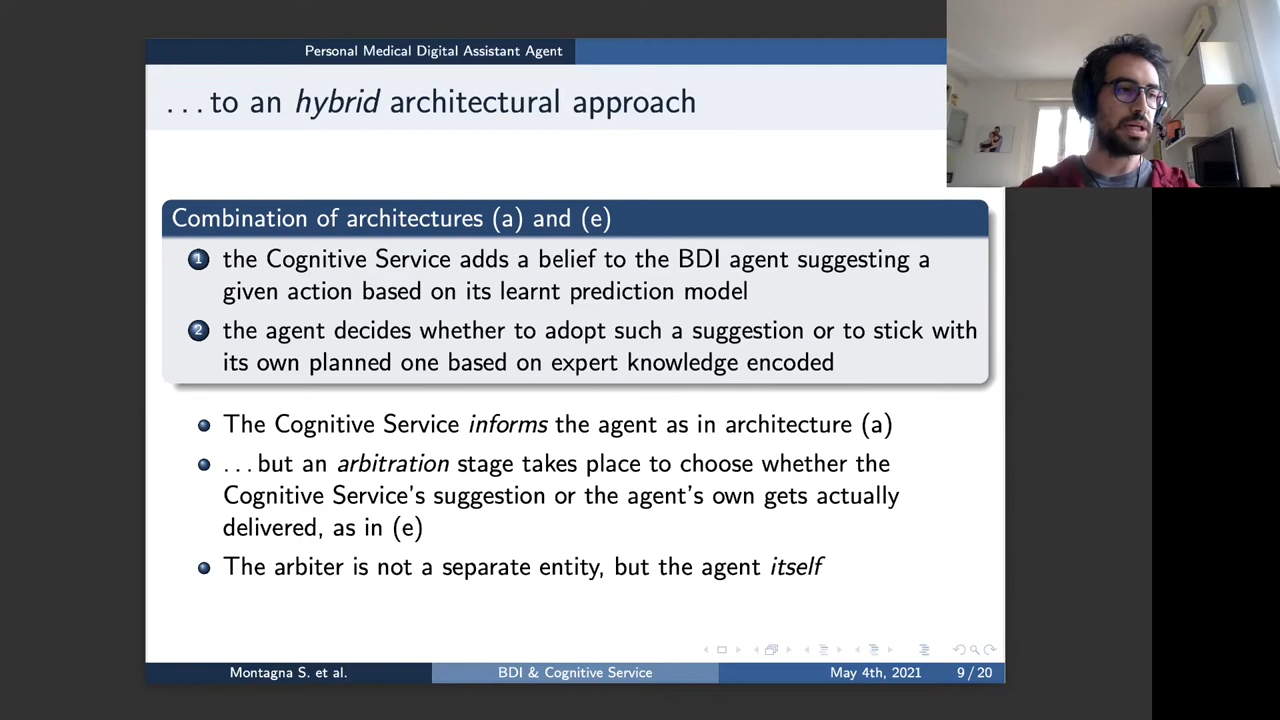 Personal Medical Digital Assistant Agent
. . . to an hybrid architectural approach
Combination of architectures (a) and (e)
1 the Cognitive Service adds a belief to the BDI agent suggesting a
given action based on its learnt prediction model
2 the agent decides whether to adopt such a suggestion or to stick with
its own planned one based on expert knowledge encoded
The Cognitive Service informs the agent as in architecture (a)
. . . but an arbitration stage takes place to choose whether the
Cognitive Service's suggestion or the agent's own gets actually
delivered, as in (e)
The arbiter is not a separate entity, but the agent itself
Montagna S. et al. BDI & Cognitive Service May 4th, 2021 9 / 20